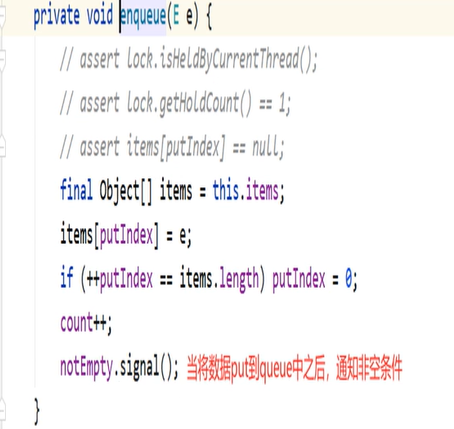 private void enqueue(E e) {
// assert lock.isHeldByCurrentThread();
// assert lock.getHoldCount() == 1;
// assert items[putIndex] == null;
final Object[] items = this.items;
items[putIndex] = e;
if (++putIndex == items.length) putIndex = 0;
count++;
notEmpty.signal(); 当将数据put到queue中之后，通知非空条件
}